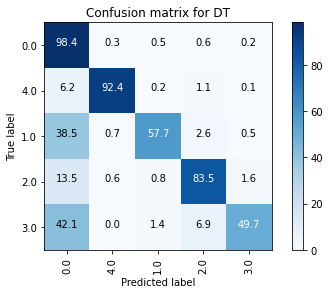 Confusion matrix for DT
True label
0.0 98.4 0.3 0.5 0.6 0.2
4.0 6.2 92.4 0.2 1.1 0.1
1.0 38.5 0.7 57.7 2.6 0.5
2.0 13.5 0.6 0.8 83.5 1.6
3.0 42.1 0.0 1.4 6.9 49.7
0.0 4.0 1.0 2.0 3.0
Predicted label
80
60
40
20
0